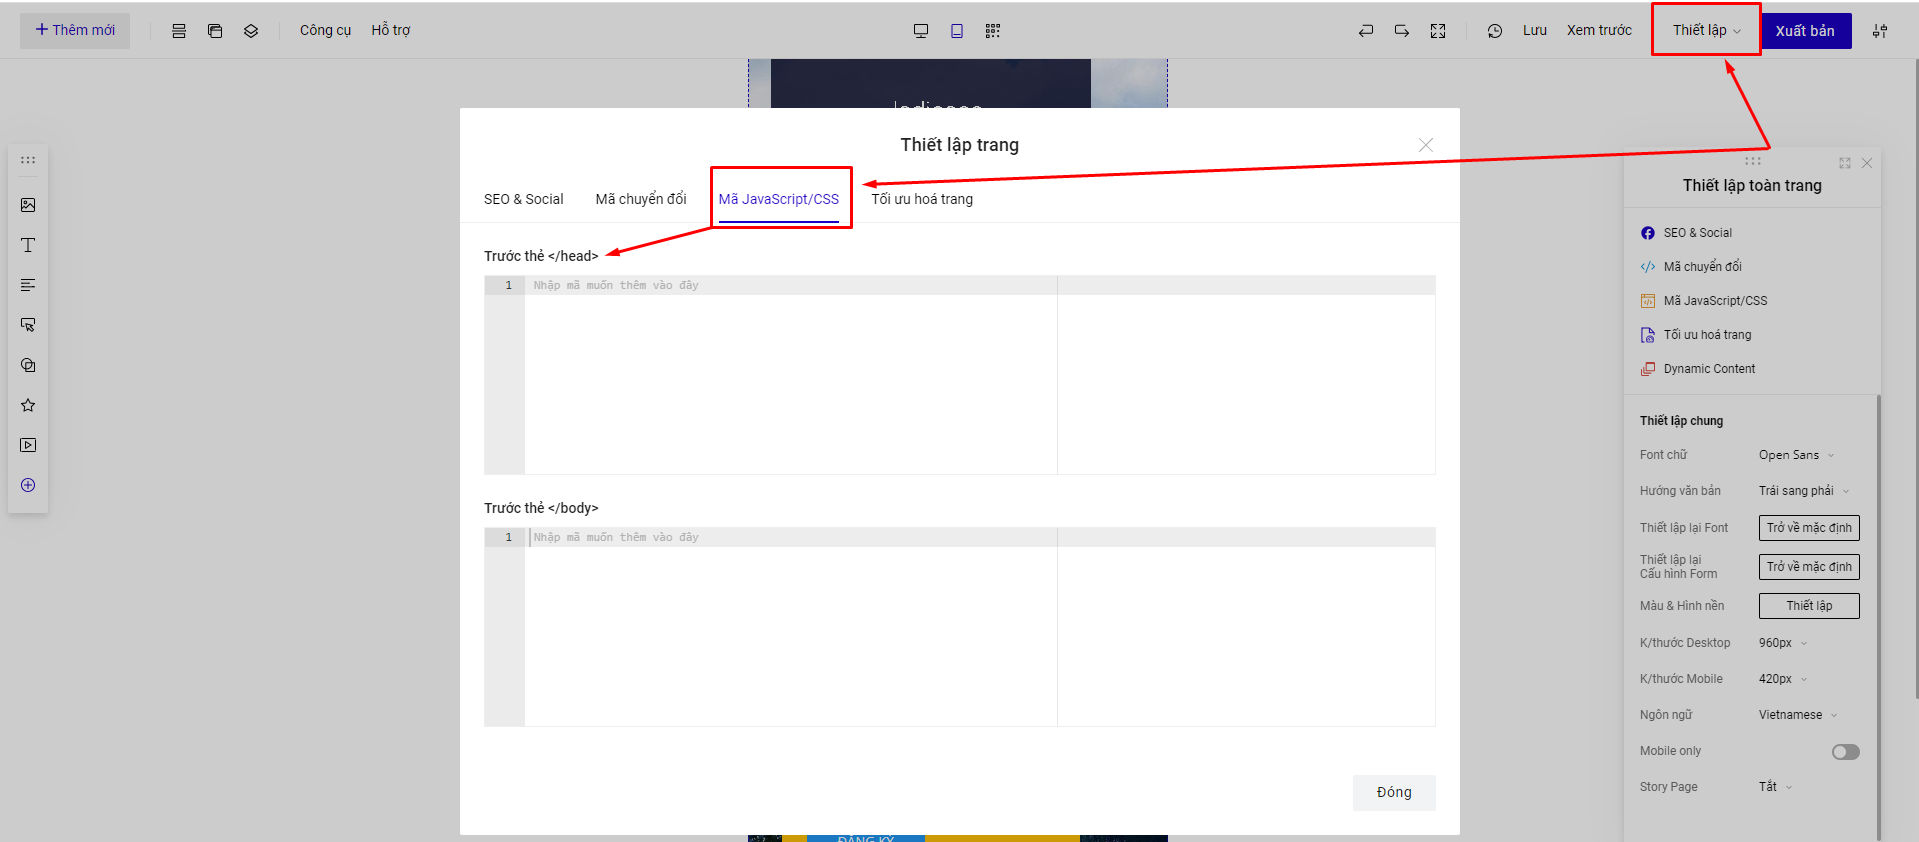 Thêm mới
Công cụ
Hỗ trợ
Lưu
Xem trước
Thiết lập
Xuất bản
Thiết lập trang
SEO & Social
Mã chuyển đổi
Mã JavaScript/CSS
Tối ưu hoá trang
Trước thẻ </head>
1
Nhập mã muốn thêm vào đây
Trước thẻ </body>
1
Nhập mã muốn thêm vào đây
Đóng
ĐĂNG KÝ
Thiết lập toàn trang
SEO & Social
Mã chuyển đổi
Mã JavaScript/CSS
Tối ưu hoá trang
Dynamic Content
Thiết lập chung
Font chữ Open Sans
Hướng văn bản Trái sang phải
Thiết lập lại Font Trở về mặc định
Thiết lập lại
Cấu hình Form Trở về mặc định
Màu & Hình nền Thiết lập
K/thước Desktop 960px
K/thước Mobile 420px
Ngôn ngữ Vietnamese
Mobile only
Story Page Tắt